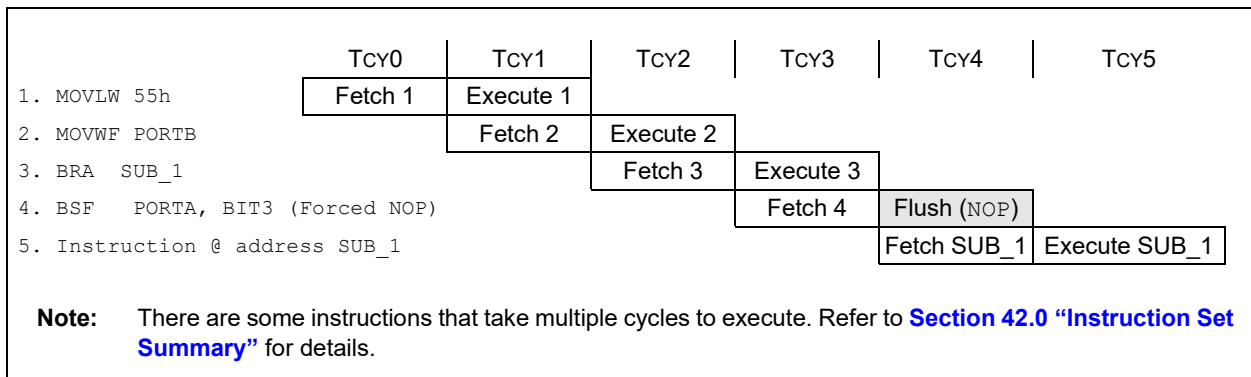 TCY0 TCY1 TCY2 TCY3 TCY4 TCY5
1. MOVLW 55h Fetch 1 Execute 1
2. MOVWF PORTB Fetch 2 Execute 2
3. BRA SUB_1 Fetch 3 Execute 3
4. BSF PORTA, BIT3 (Forced NOP) Fetch 4 Flush (NOP)
5. Instruction @ address SUB_1 Fetch SUB_1 Execute SUB_1
Note: There are some instructions that take multiple cycles to execute. Refer to Section 42.0 “Instruction Set
Summary” for details.